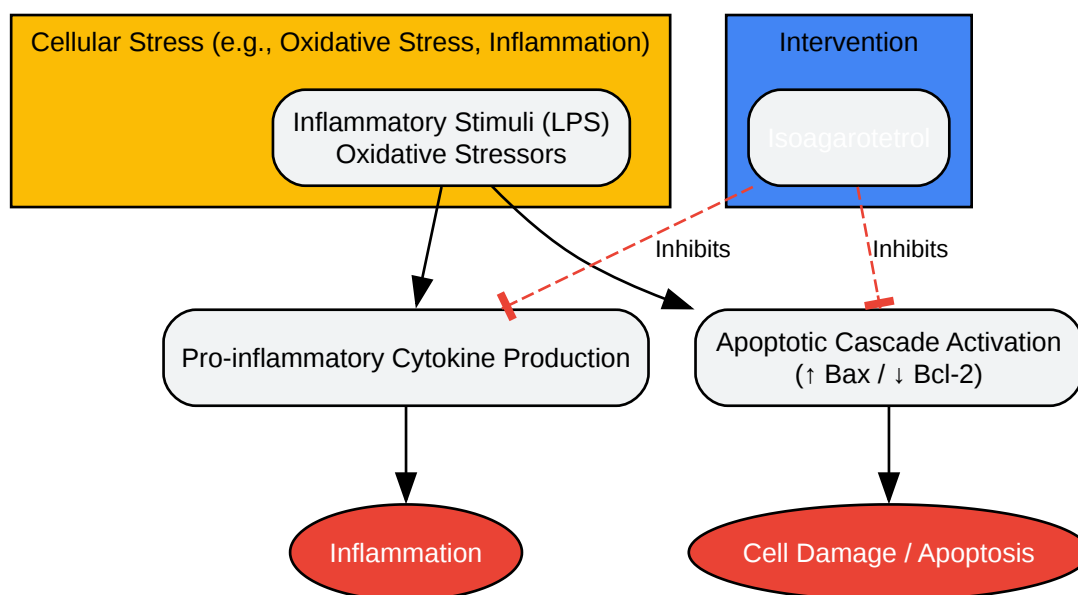 Cellular Stress (e.g., Oxidative Stress, Inflammation)
Intervention
Inflammatory Stimuli (LPS)
Oxidative Stressors
Isoagarotetrol
Inhibits
Inhibits
Pro-inflammatory Cytokine Production
Apoptotic Cascade Activation
(↑ Bax / ↓ Bcl-2)
Inflammation
Cell Damage / Apoptosis